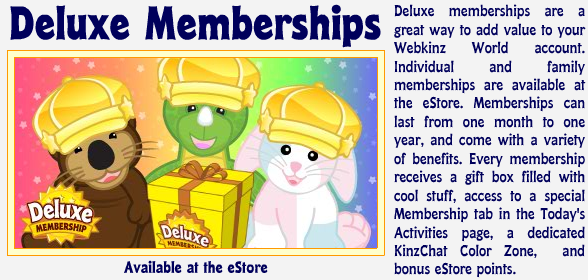 Deluxe Memberships
Deluxe
MEMBERSHIP
Deluxe
MEMBERSHIP
Available at the eStore
Deluxe memberships are a
great way to add value to your
Webkinz World account.
Individual and family
memberships are available at
the eStore. Memberships can
last from one month to one
year, and come with a variety
of benefits. Every membership
receives a gift box filled with
cool stuff, access to a special
Membership tab in the Today's
Activities page, a dedicated
KinzChat Color Zone, and
bonus eStore points.